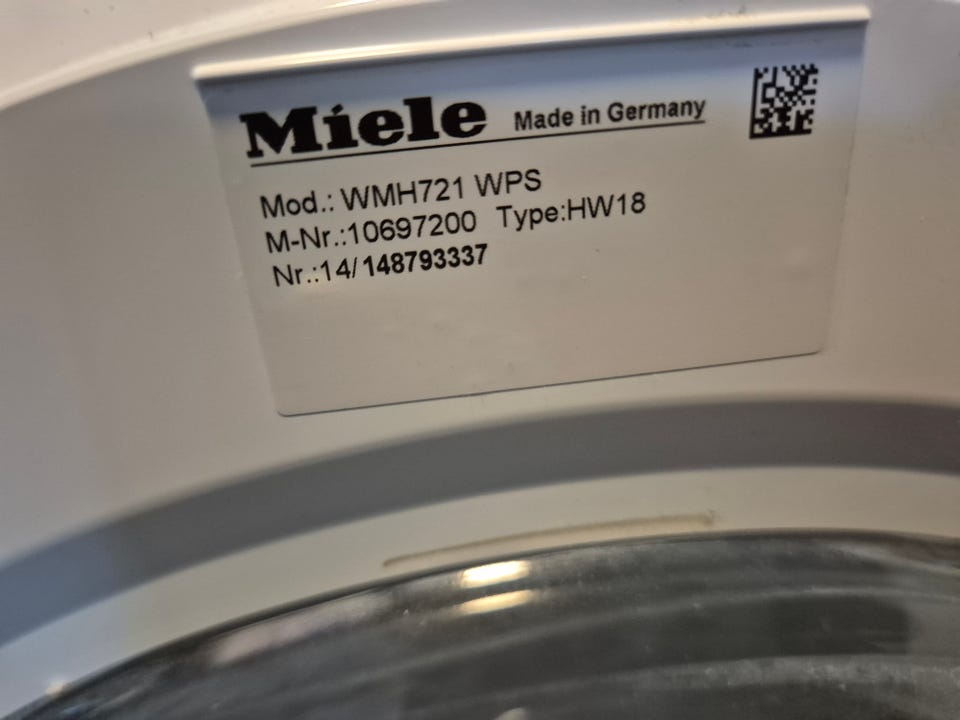 Miele Made in Germany
Mod.: WMH721 WPS
M-Nr.:10697200 Type:HW18
Nr.:14/148793337